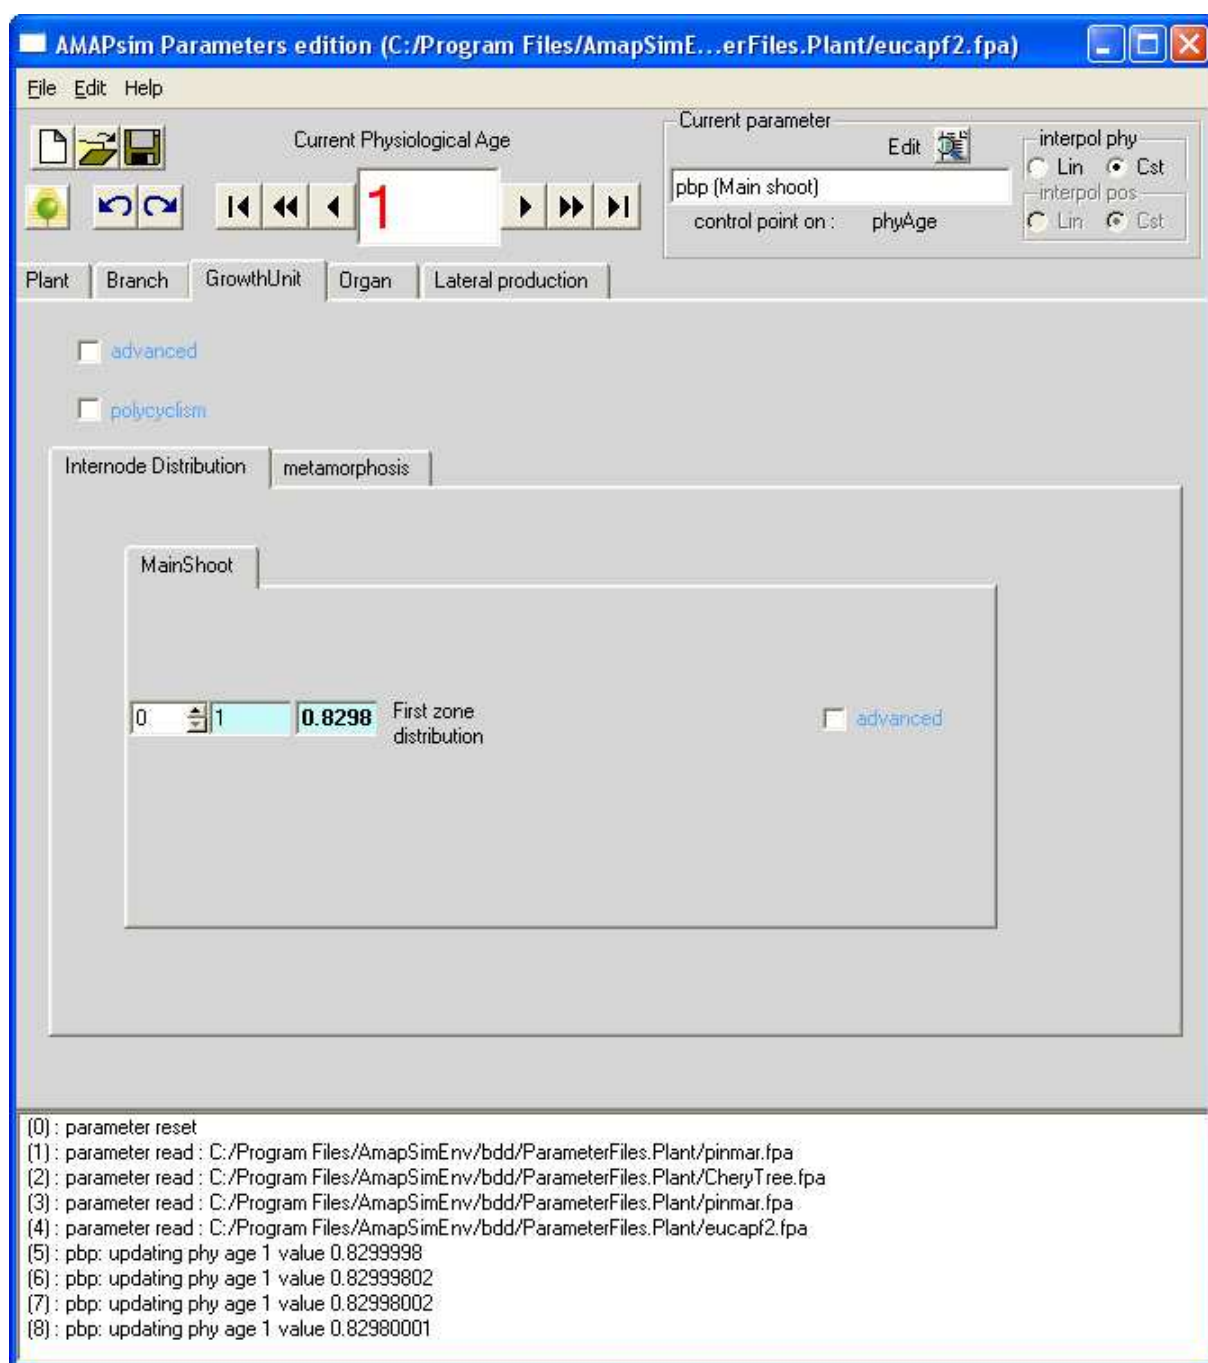 AMAPsim Parameters edition (C:/Program Files/AmapSimE...erFiles.Plant/eucapf2.fpa)
File Edit Help
Current Physiological Age
1
Current parameter
Edit
pbp (Main shoot)
control point on : phyAge
interpol phy
Lin Cst
interpol pos
Lin Cst
Plant Branch GrowthUnit Organ Lateral production
advanced
polycyclism
Internode Distribution metamorphosis
MainShoot
0 1 0.8298 First zone
distribution
advanced
(0) : parameter reset
(1) : parameter read : C:/Program Files/AmapSimEnv/bdd/ParameterFiles.Plant/pinmar.fpa
(2) : parameter read : C:/Program Files/AmapSimEnv/bdd/ParameterFiles.Plant/CheryTree.fpa
(3) : parameter read : C:/Program Files/AmapSimEnv/bdd/ParameterFiles.Plant/pinmar.fpa
(4) : parameter read : C:/Program Files/AmapSimEnv/bdd/ParameterFiles.Plant/eucapf2.fpa
(5) : pbp: updating phy age 1 value 0.8299998
(6) : pbp: updating phy age 1 value 0.82999802
(7) : pbp: updating phy age 1 value 0.82998002
(8) : pbp: updating phy age 1 value 0.82980001